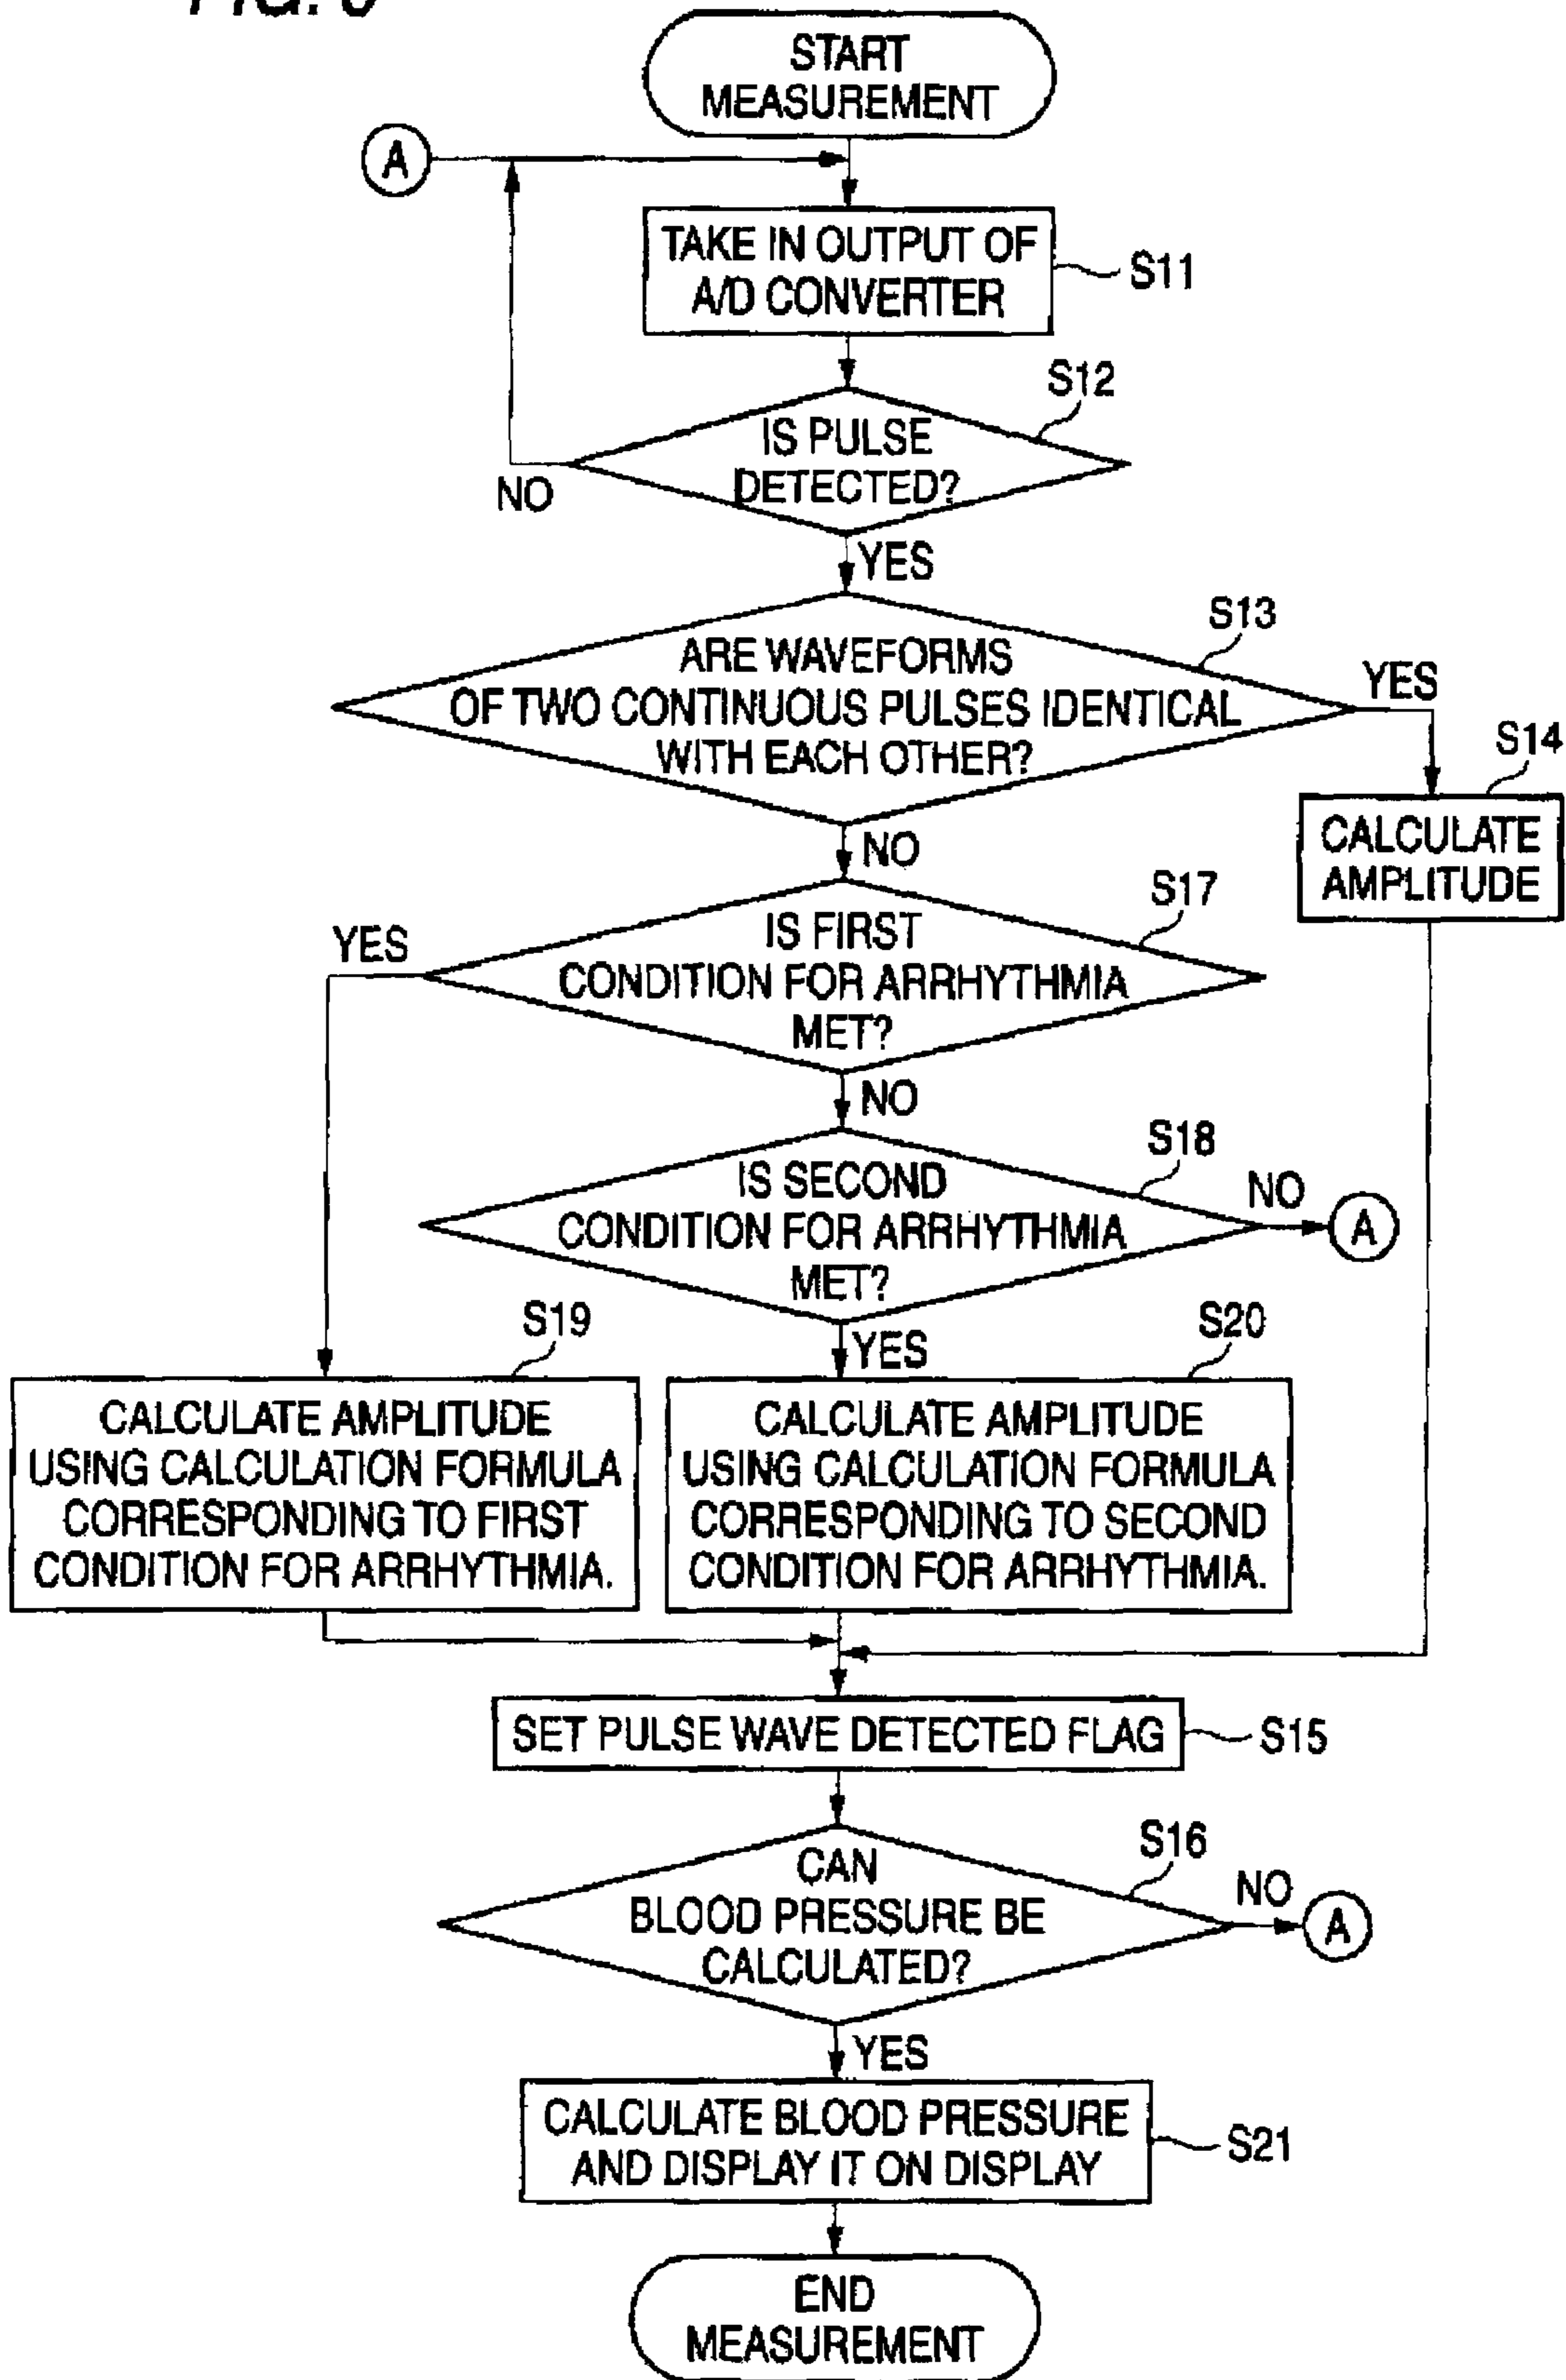 START
MEASUREMENT
A
TAKE IN OUTPUT OF
A/D CONVERTER
S11
S12
IS PULSE
DETECTED?
NO
YES
S13
ARE WAVEFORMS
OF TWO CONTINUOUS PULSES IDENTICAL
WITH EACH OTHER?
YES
S14
CALCULATE
AMPLITUDE
NO
S17
IS FIRST
CONDITION FOR ARRHYTHMIA
MET?
YES
NO
S18
IS SECOND
CONDITION FOR ARRHYTHMIA
MET?
NO
A
YES
S19
CALCULATE AMPLITUDE
USING CALCULATION FORMULA
CORRESPONDING TO FIRST
CONDITION FOR ARRHYTHMIA.
S20
CALCULATE AMPLITUDE
USING CALCULATION FORMULA
CORRESPONDING TO SECOND
CONDITION FOR ARRHYTHMIA.
SET PULSE WAVE DETECTED FLAG
S15
S16
CAN
BLOOD PRESSURE BE
CALCULATED?
NO
A
YES
CALCULATE BLOOD PRESSURE
AND DISPLAY IT ON DISPLAY
S21
END
MEASUREMENT